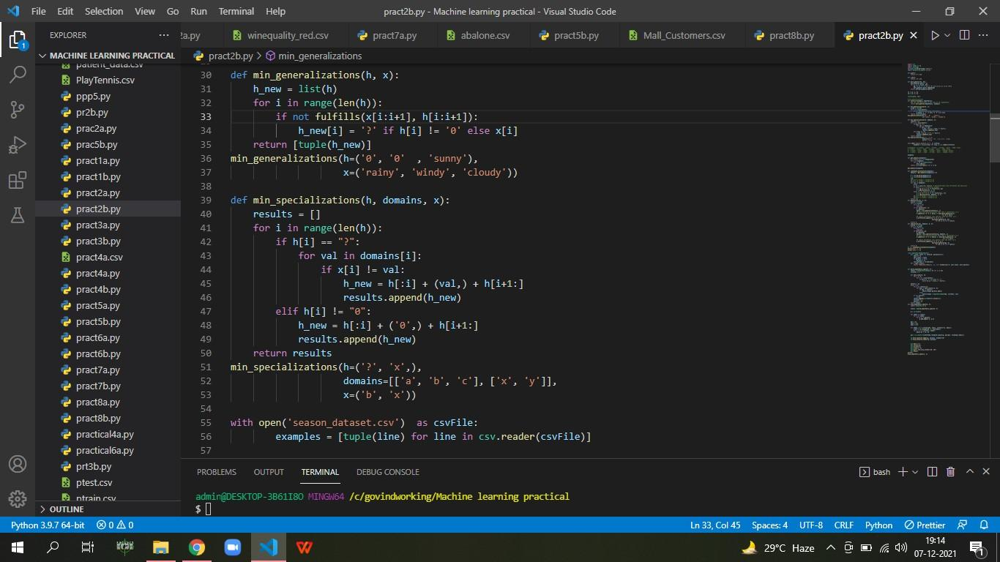 File Edit Selection View Go Run Terminal Help
pract2b.py - Machine learning practical - Visual Studio Code
EXPLORER
2a.py winequality_red.csv pract7a.py abalone.csv pract5b.py Mall_Customers.csv pract8b.py pract2b.py
MACHINE LEARNING PRACTICAL
pract2b.py > min_generalizations
1
patient_data.csv
PlayTennis.csv
ppp5.py
pr2b.py
prac2a.py
prac5b.py
pract1a.py
pract1b.py
pract2a.py
pract2b.py
pract3a.py
pract3b.py
pract4a.csv
pract4a.py
pract4b.py
pract5a.py
pract5b.py
pract6a.py
pract6b.py
pract7a.py
pract7b.py
pract8a.py
pract8b.py
practical4a.py
practical6a.py
prt3b.py
ptest.csv
ptrain.csv
OUTLINE
30 def min_generalizations(h, x):
31 h_new = list(h)
32 for i in range(len(h)):
33 if not fulfills(x[i:i+1], h[i:i+1]):
34 h_new[i] = '?' if h[i] != '0' else x[i]
35 return [tuple(h_new)]
36 min_generalizations(h=('0', '0'  , 'sunny'),
37 x=('rainy', 'windy', 'cloudy'))
38
39 def min_specializations(h, domains, x):
40 results = []
41 for i in range(len(h)):
42 if h[i] == "?":
43 for val in domains[i]:
44 if x[i] != val:
45 h_new = h[:i] + (val,) + h[i+1:]
46 results.append(h_new)
47 elif h[i] != "0":
48 h_new = h[:i] + ('0',) + h[i+1:]
49 results.append(h_new)
50 return results
51 min_specializations(h=('?', 'x',),
52 domains=[['a', 'b', 'c'], ['x', 'y']],
53 x=('b', 'x'))
54
55 with open('season_dataset.csv')  as csvFile:
56 examples = [tuple(line) for line in csv.reader(csvFile)]
57
PROBLEMS OUTPUT TERMINAL DEBUG CONSOLE
bash
admin@DESKTOP-3B61I8O MINGW64 /c/govindworking/Machine learning practical
$
Python 3.9.7 64-bit 0 0
Ln 33, Col 45 Spaces: 4 UTF-8 CRLF Python Prettier
29°C Haze
19:14
07-12-2021
1